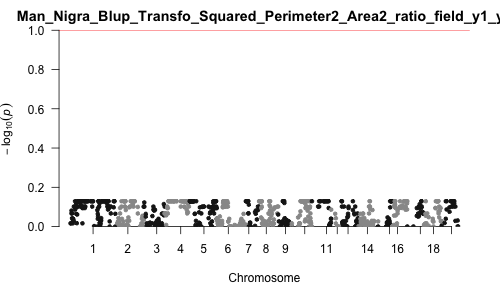 Man_Nigra_Blup_Transfo_Squared_Perimeter2_Area2_ratio_field_y1_y
1.0
0.8
0.6
0.4
0.2
0.0
− log10(p)
1 2 3 4 5 6 7 8 9 11 14 16 18
Chromosome